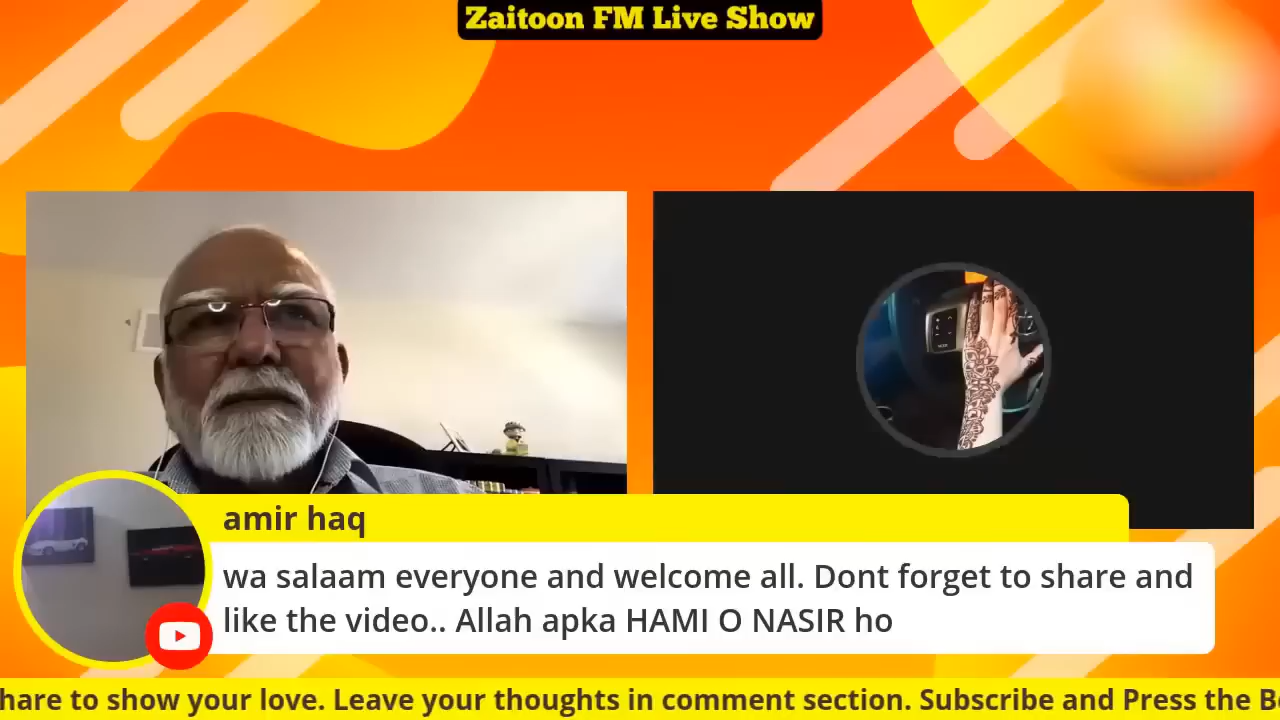 Zaitoon FM Live Show
amir haq
wa salaam everyone and welcome all. Dont forget to share and
like the video.. Allah apka HAMI O NASIR ho
hare to show your love. Leave your thoughts in comment section. Subscribe and Press the B